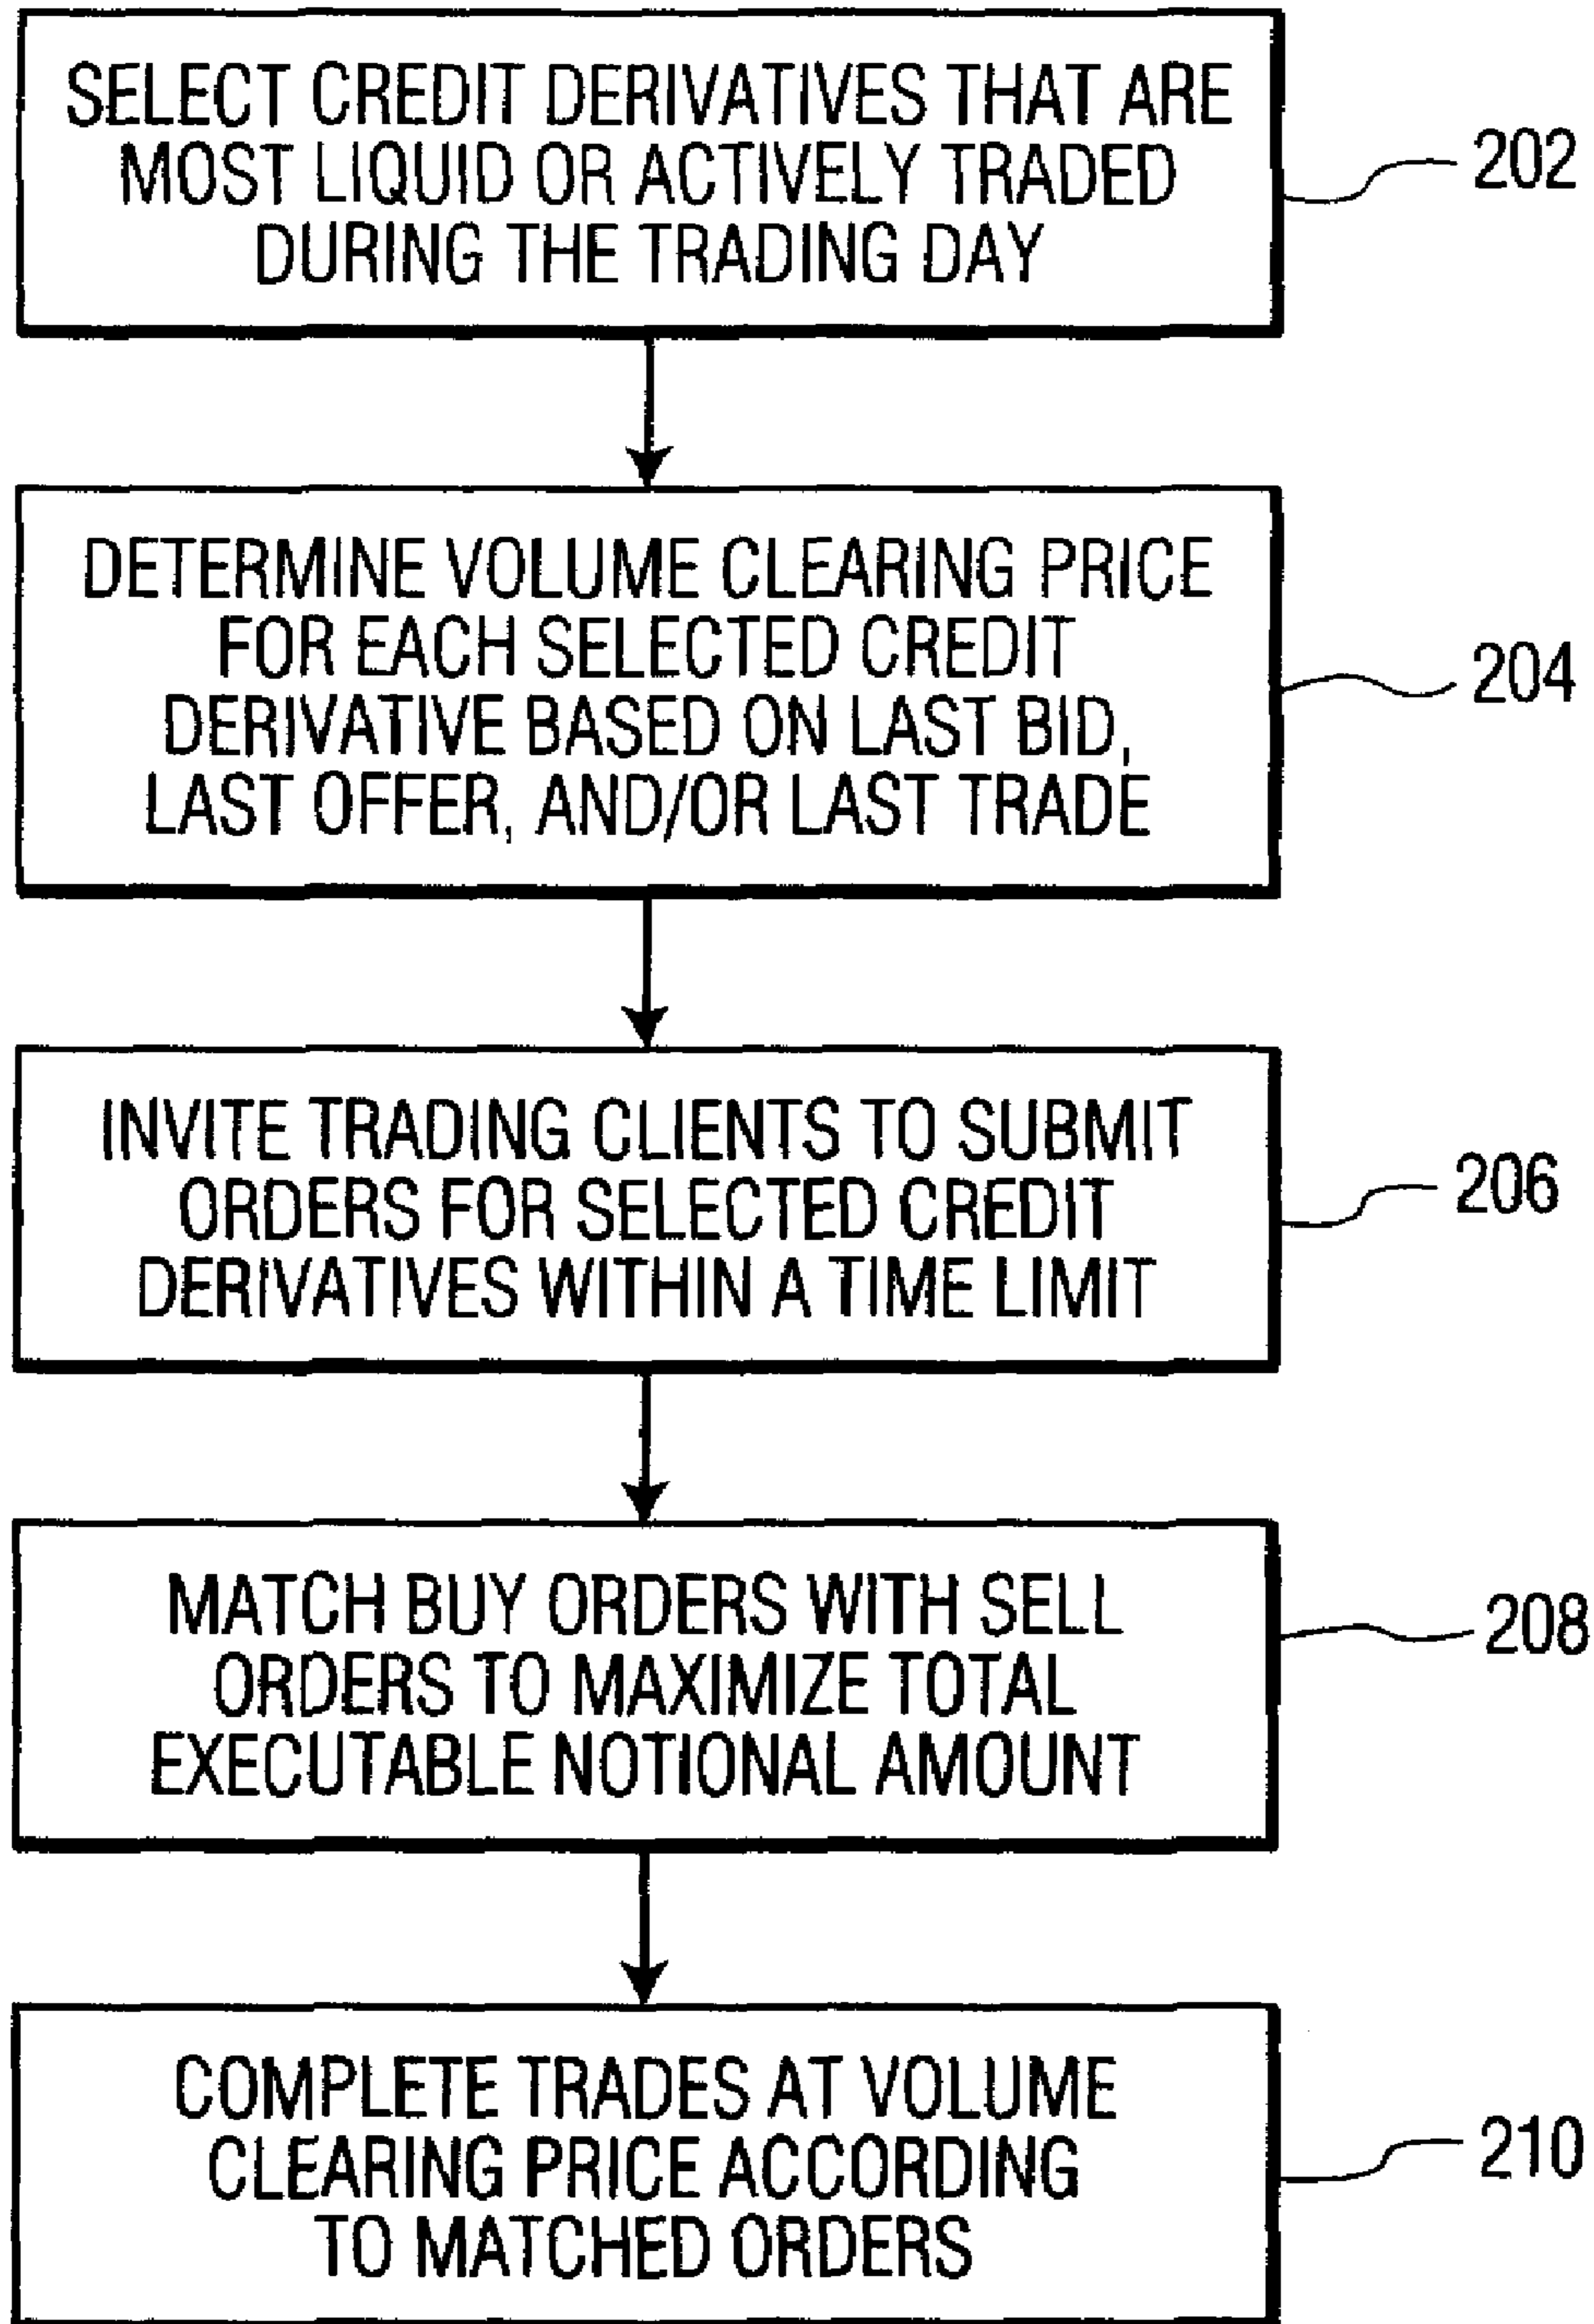 SELECT CREDIT DERIVATIVES THAT ARE
MOST LIQUID OR ACTIVELY TRADED
DURING THE TRADING DAY
202
DETERMINE VOLUME CLEARING PRICE
FOR EACH SELECTED CREDIT
DERIVATIVE BASED ON LAST BID,
LAST OFFER, AND/OR LAST TRADE
204
INVITE TRADING CLIENTS TO SUBMIT
ORDERS FOR SELECTED CREDIT
DERIVATIVES WITHIN A TIME LIMIT
206
MATCH BUY ORDERS WITH SELL
ORDERS TO MAXIMIZE TOTAL
EXECUTABLE NOTIONAL AMOUNT
208
COMPLETE TRADES AT VOLUME
CLEARING PRICE ACCORDING
TO MATCHED ORDERS
210